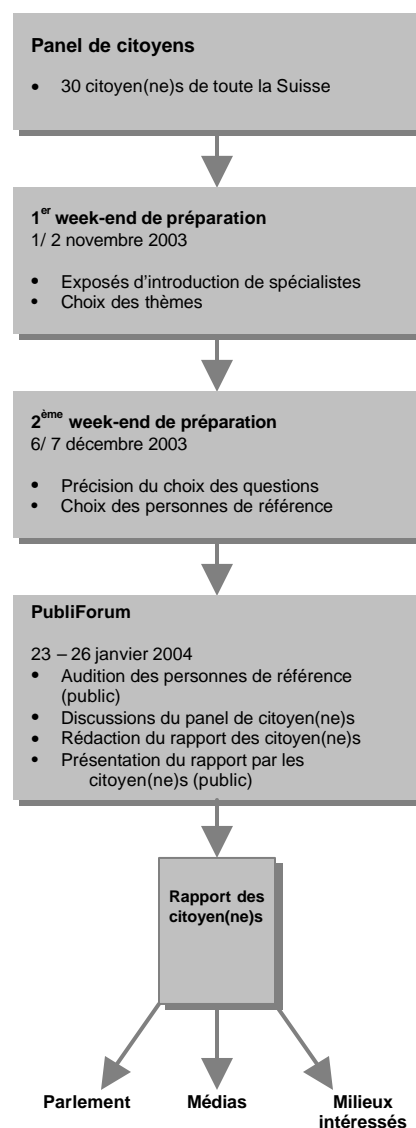 Panel de citoyens
• 30 citoyen(ne)s de toute la Suisse
1er week-end de préparation
1/ 2 novembre 2003
• Exposés d'introduction de spécialistes
• Choix des thèmes
2ème week-end de préparation
6/ 7 décembre 2003
• Précision du choix des questions
• Choix des personnes de référence
PubliForum
23 – 26 janvier 2004
• Audition des personnes de référence
(public)
• Discussions du panel de citoyen(ne)s
• Rédaction du rapport des citoyen(ne)s
• Présentation du rapport par les
citoyen(ne)s (public)
Rapport des
citoyen(ne)s
Parlement Médias Milieux
intéressés